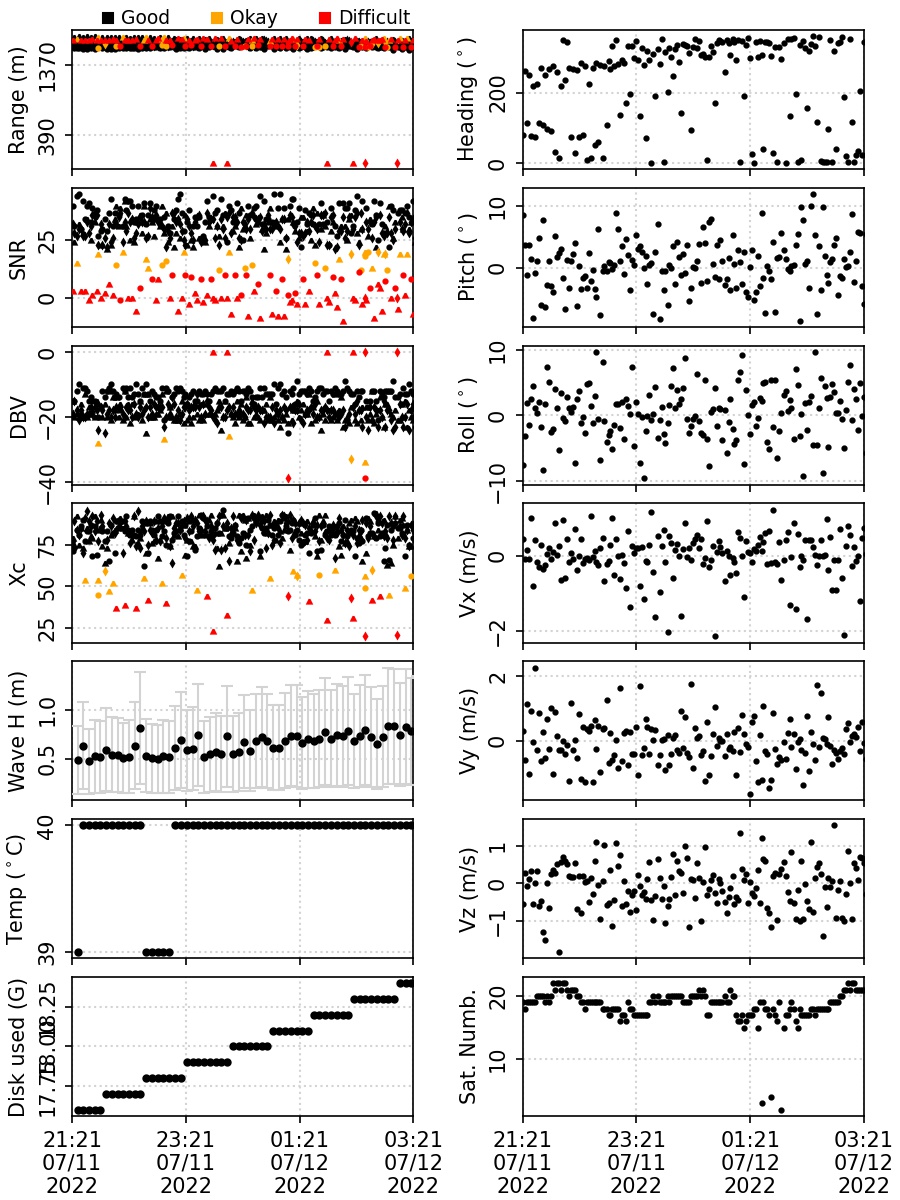 Good Okay Difficult
Range (m)
1370
390
Heading (°)
200
0
SNR
25
0
Pitch (°)
10
0
DBV
0
−20
−40
Roll (°)
10
0
−10
Xc
75
50
25
Vx (m/s)
0
−2
Wave H (m)
1.0
0.5
Vy (m/s)
2
0
Temp (°C)
40
39
Vz (m/s)
1
0
−1
Disk used (G)
18.25
18.00
17.75
Sat. Numb.
20
10
21:21 23:21 01:21 03:21
07/11 07/11 07/12 07/12
2022 2022 2022 2022
21:21 23:21 01:21 03:21
07/11 07/11 07/12 07/12
2022 2022 2022 2022